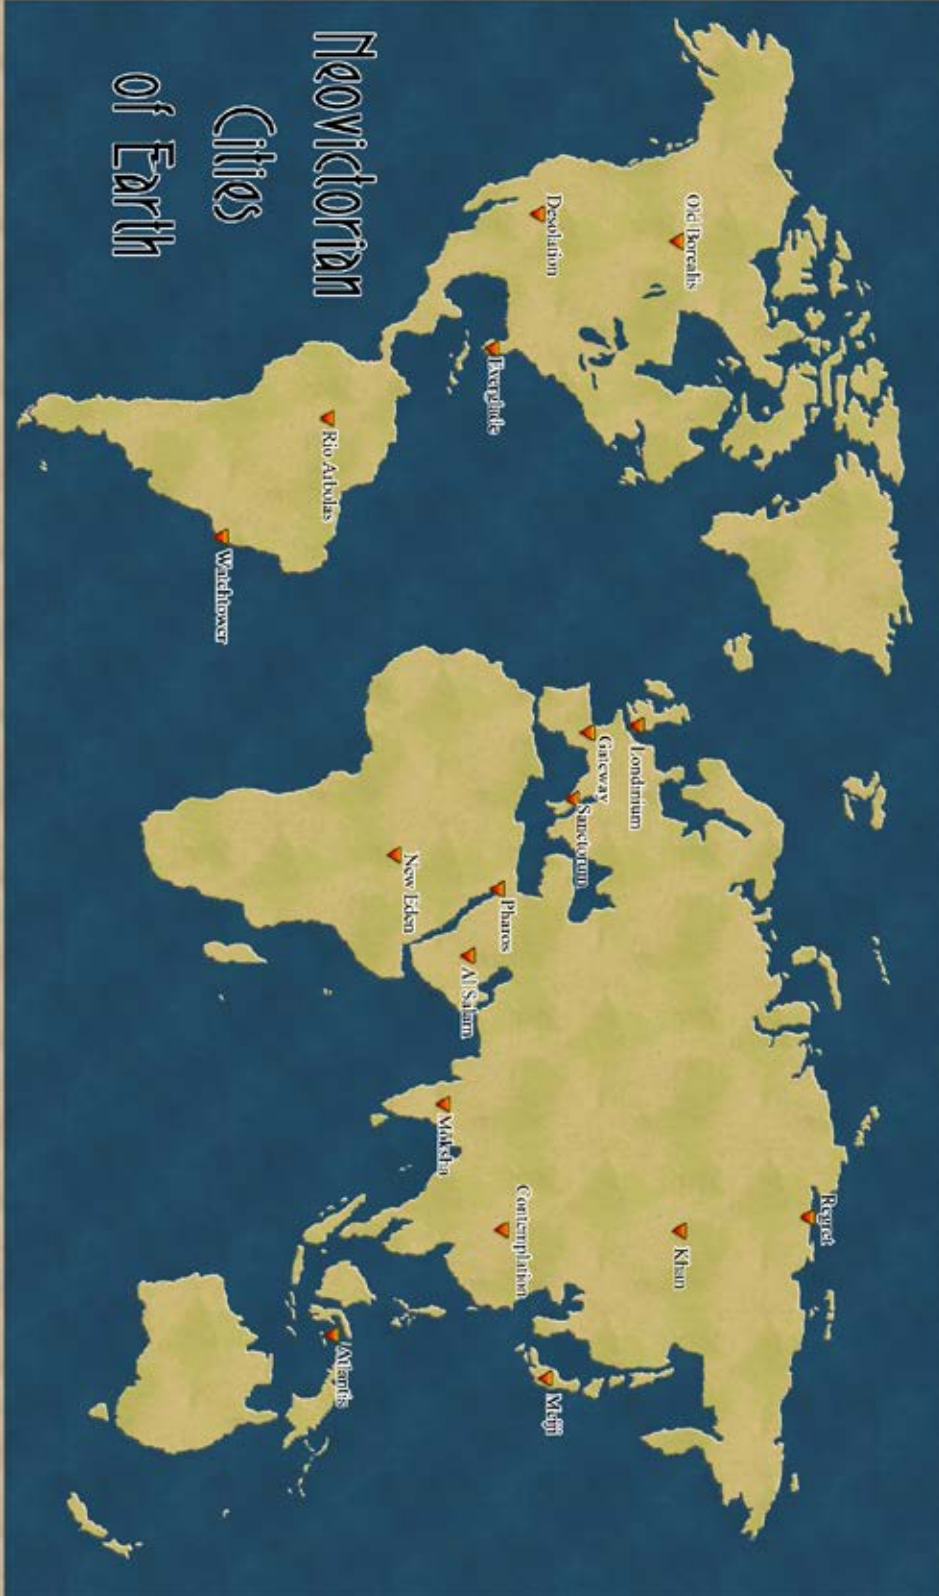 Neovictorian
Cities
of Earth
Old Borealis
Desolation
Everglade
Rio Arbolas
Watchtower
Londinium
Gateway
Sanctorum
New Eden
Pharos
Al Salam
Moksha
Contemplation
Regret
Khan
Meiji
Atlantis